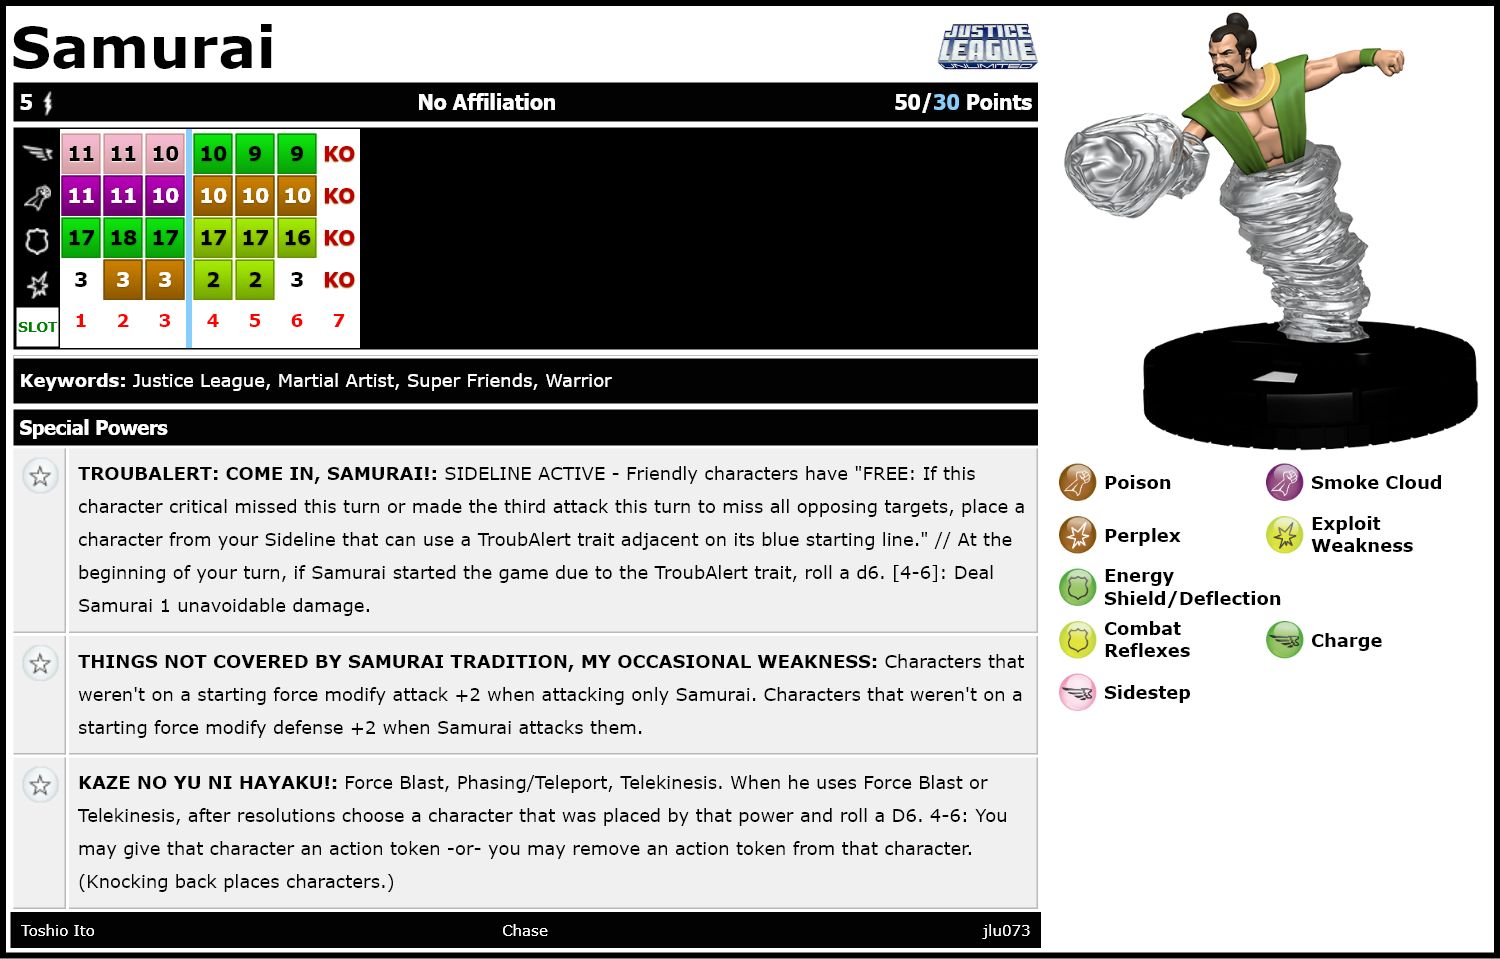 Samurai
JUSTICE
LEAGUE
UNLIMITED
5 No Affiliation 50/30 Points
11 11 10 10 9 9 KO
11 11 10 10 10 10 KO
17 18 17 17 17 16 KO
3 3 3 2 2 3 KO
SLOT 1 2 3 4 5 6 7
Keywords: Justice League, Martial Artist, Super Friends, Warrior
Special Powers
TROUBALERT: COME IN, SAMURAI!: SIDELINE ACTIVE - Friendly characters have "FREE: If this
character critical missed this turn or made the third attack this turn to miss all opposing targets, place a
character from your Sideline that can use a TroubAlert trait adjacent on its blue starting line." // At the
beginning of your turn, if Samurai started the game due to the TroubAlert trait, roll a d6. [4-6]: Deal
Samurai 1 unavoidable damage.
THINGS NOT COVERED BY SAMURAI TRADITION, MY OCCASIONAL WEAKNESS: Characters that
weren't on a starting force modify attack +2 when attacking only Samurai. Characters that weren't on a
starting force modify defense +2 when Samurai attacks them.
KAZE NO YU NI HAYAKU!: Force Blast, Phasing/Teleport, Telekinesis. When he uses Force Blast or
Telekinesis, after resolutions choose a character that was placed by that power and roll a D6. 4-6: You
may give that character an action token -or- you may remove an action token from that character.
(Knocking back places characters.)
Toshio Ito Chase jlu073
Poison Smoke Cloud
Perplex Exploit
Weakness
Energy
Shield/Deflection
Combat
Reflexes Charge
Sidestep